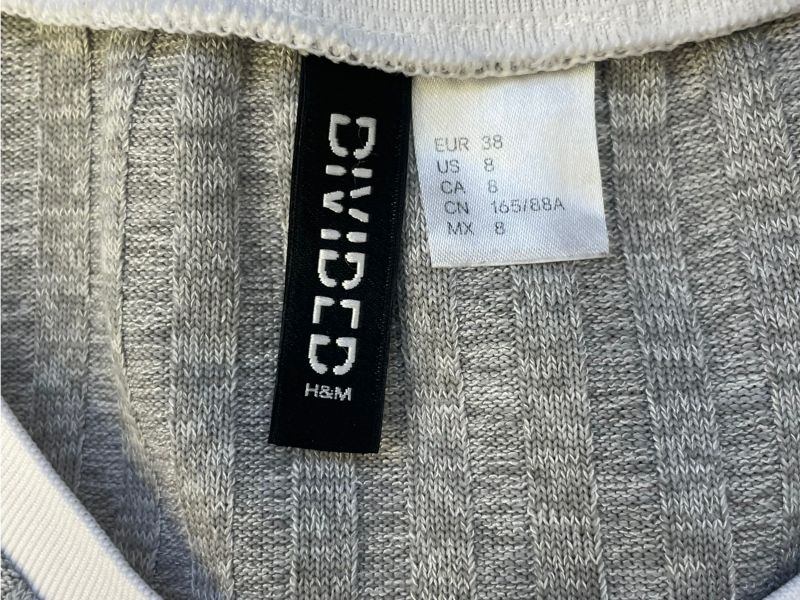 DIVIDED
H&M
EUR 38
US 8
CA 8
CN 165/88A
MX 8